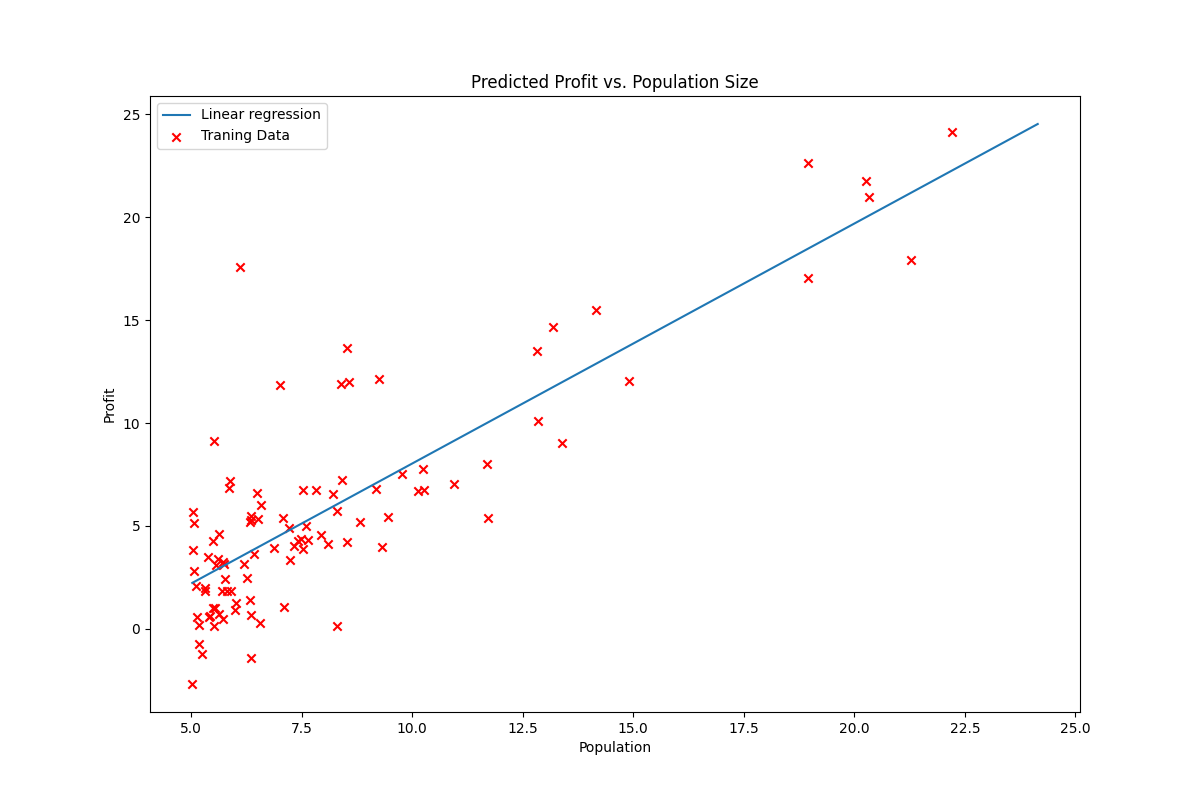 Predicted Profit vs. Population Size
Linear regression
Traning Data
25
20
15
10
5
0
Profit
5.0 7.5 10.0 12.5 15.0 17.5 20.0 22.5 25.0
Population